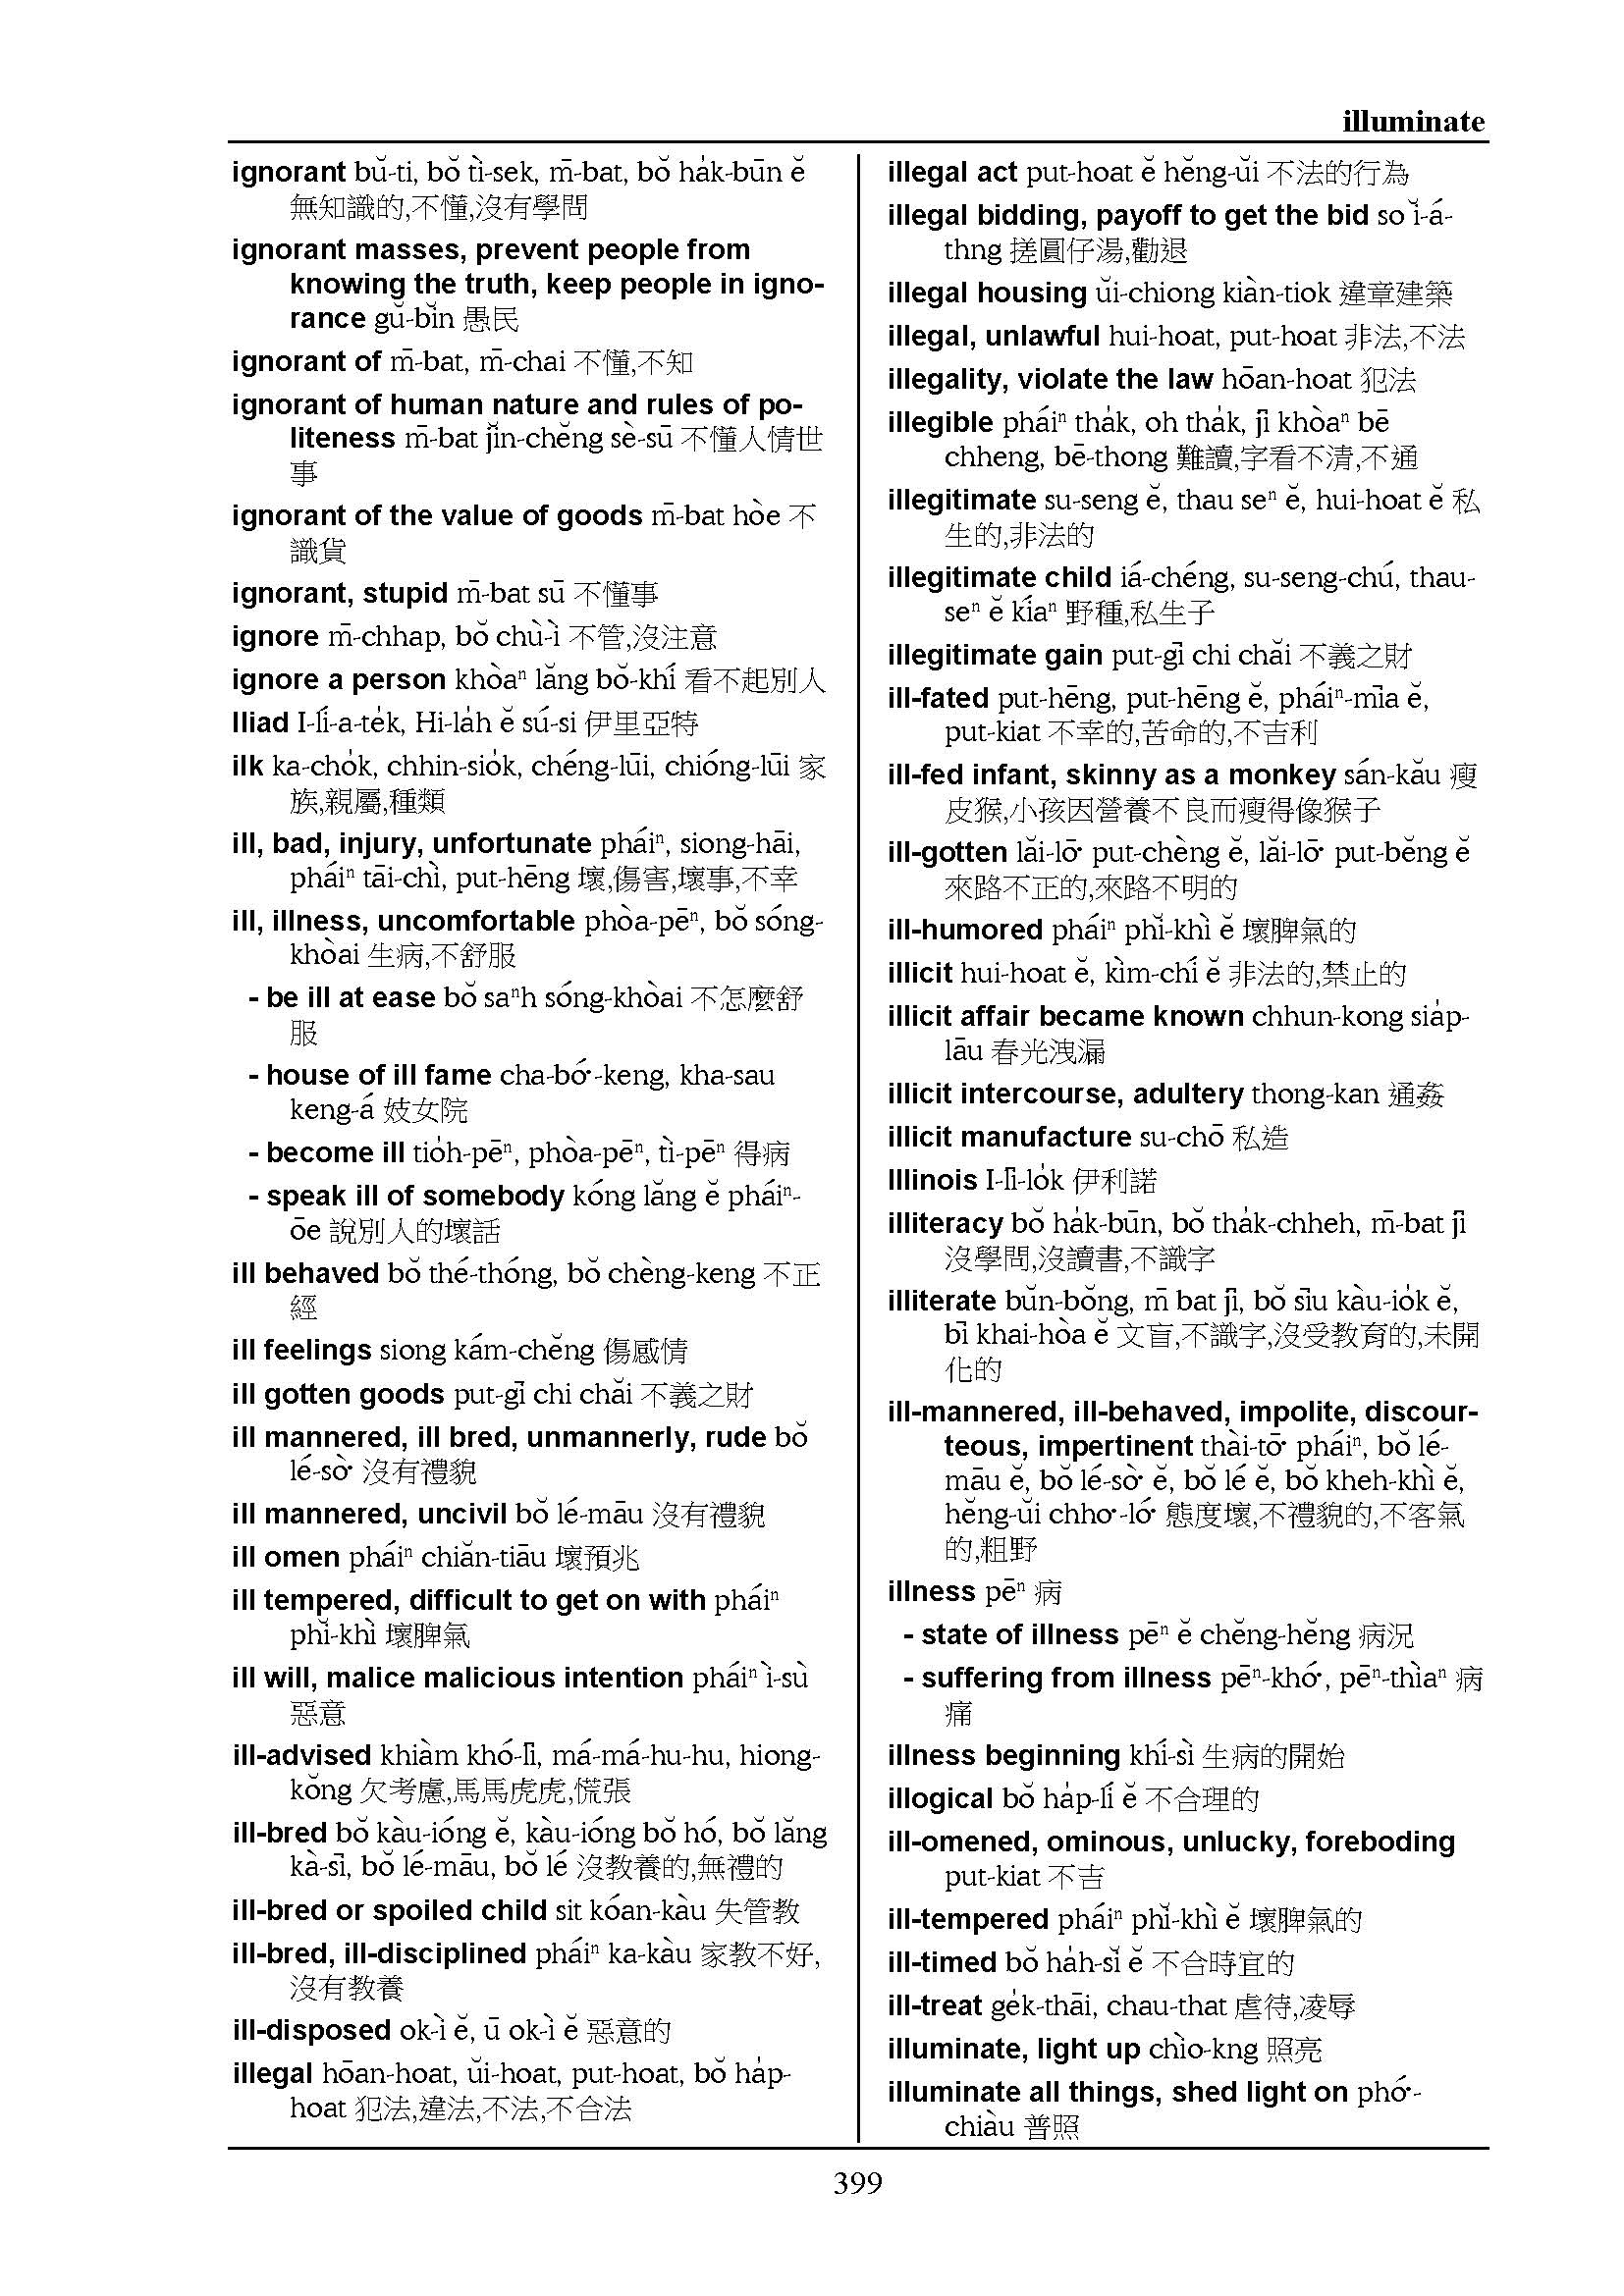 illuminate
ignorant bŭ-ti, bŏ tì-sek, m̄-bat, bŏ ha̍k-būn ĕ
無知識的,不懂,沒有學問
ignorant masses, prevent people from
knowing the truth, keep people in igno-
rance gŭ-bĭn 愚民
ignorant of m̄-bat, m̄-chai 不懂,不知
ignorant of human nature and rules of po-
liteness m̄-bat jĭn-chĕng sè-sū 不懂人情世
事
ignorant of the value of goods m̄-bat hòe 不
識貨
ignorant, stupid m̄-bat sū 不懂事
ignore m̄-chhap, bŏ chù-ì 不管,沒注意
ignore a person khòaⁿ lăng bŏ-khí 看不起別人
Iliad I-lí-a-te̍k, Hi-la̍h ĕ sú-si 伊里亞特
ilk ka-cho̍k, chhin-sio̍k, chéng-lūi, chióng-lūi 家
族,親屬,種類
ill, bad, injury, unfortunate pháiⁿ, siong-hāi,
pháiⁿ tāi-chì, put-hēng 壞,傷害,壞事,不幸
ill, illness, uncomfortable phòa-pēⁿ, bŏ sóng-
khòai 生病,不舒服
- be ill at ease bŏ saⁿh sóng-khòai 不怎麼舒
服
- house of ill fame cha-bó͘-keng, kha-sau
keng-á 妓女院
- become ill tio̍h-pēⁿ, phòa-pēⁿ, tì-pēⁿ 得病
- speak ill of somebody kóng lăng ĕ pháiⁿ-
ōe 說別人的壞話
ill behaved bŏ thé-thóng, bŏ chèng-keng 不正
經
ill feelings siong kám-chĕng 傷感情
ill gotten goods put-gī chi chăi 不義之財
ill mannered, ill bred, unmannerly, rude bŏ
lé-sò͘ 沒有禮貌
ill mannered, uncivil bŏ lé-māu 沒有禮貌
ill omen pháiⁿ chiăn-tiāu 壞預兆
ill tempered, difficult to get on with pháiⁿ
phĭ-khì 壞脾氣
ill will, malice malicious intention pháiⁿ ì-sù
惡意
ill-advised khiàm khó-lī, má-má-hu-hu, hiong-
kŏng 欠考慮,馬馬虎虎,慌張
ill-bred bŏ kàu-ióng ĕ, kàu-ióng bŏ hó, bŏ lăng
kà-sī, bŏ lé-māu, bŏ lé 沒教養的,無禮的
ill-bred or spoiled child sit kóan-kàu 失管教
ill-bred, ill-disciplined pháiⁿ ka-kàu 家教不好,
沒有教養
ill-disposed ok-ì ĕ, ū ok-ì ĕ 惡意的
illegal hōan-hoat, ŭi-hoat, put-hoat, bŏ ha̍p-
hoat 犯法,違法,不法,不合法
illegal act put-hoat ĕ hĕng-ŭi 不法的行為
illegal bidding, payoff to get the bid so ĭ-á-
thng 搓圓仔湯,勸退
illegal housing ŭi-chiong kiàn-tiok 違章建築
illegal, unlawful hui-hoat, put-hoat 非法,不法
illegality, violate the law hōan-hoat 犯法
illegible pháiⁿ tha̍k, oh tha̍k, jī khòaⁿ bē
chheng, bē-thong 難讀,字看不清,不通
illegitimate su-seng ĕ, thau seⁿ ĕ, hui-hoat ĕ 私
生的,非法的
illegitimate child iá-chéng, su-seng-chú, thau-
seⁿ ĕ kíaⁿ 野種,私生子
illegitimate gain put-gī chi chăi 不義之財
ill-fated put-hēng, put-hēng ĕ, pháiⁿ-mīa ĕ,
put-kiat 不幸的,苦命的,不吉利
ill-fed infant, skinny as a monkey sán-kău 瘦
皮猴,小孩因營養不良而瘦得像猴子
ill-gotten lăi-lō͘ put-chèng ĕ, lăi-lō͘ put-bĕng ĕ
來路不正的,來路不明的
ill-humored pháiⁿ phĭ-khì ĕ 壞脾氣的
illicit hui-hoat ĕ, kìm-chí ĕ 非法的,禁止的
illicit affair became known chhun-kong sia̍p-
lāu 春光洩漏
illicit intercourse, adultery thong-kan 通姦
illicit manufacture su-chō 私造
Illinois I-lī-lo̍k 伊利諾
illiteracy bŏ ha̍k-būn, bŏ tha̍k-chheh, m̄-bat jī
沒學問,沒讀書,不識字
illiterate bŭn-bŏng, m̄ bat jī, bŏ sīu kàu-io̍k ĕ,
bī khai-hòa ĕ 文盲,不識字,沒受教育的,未開
化的
ill-mannered, ill-behaved, impolite, discour-
teous, impertinent thài-tō͘ pháiⁿ, bŏ lé-
māu ĕ, bŏ lé-sò͘ ĕ, bŏ lé ĕ, bŏ kheh-khì ĕ,
hĕng-ŭi chho͘-ló͘ 態度壞,不禮貌的,不客氣
的,粗野
illness pēⁿ 病
- state of illness pēⁿ ĕ chĕng-hĕng 病況
- suffering from illness pēⁿ-khó͘, pēⁿ-thìaⁿ 病
痛
illness beginning khí-sì 生病的開始
illogical bŏ ha̍p-lí ĕ 不合理的
ill-omened, ominous, unlucky, foreboding
put-kiat 不吉
ill-tempered pháiⁿ phĭ-khì ĕ 壞脾氣的
ill-timed bŏ ha̍h-sĭ ĕ 不合時宜的
ill-treat ge̍k-thāi, chau-that 虐待,凌辱
illuminate, light up chìo-kng 照亮
illuminate all things, shed light on phó͘-
chiàu 普照
399